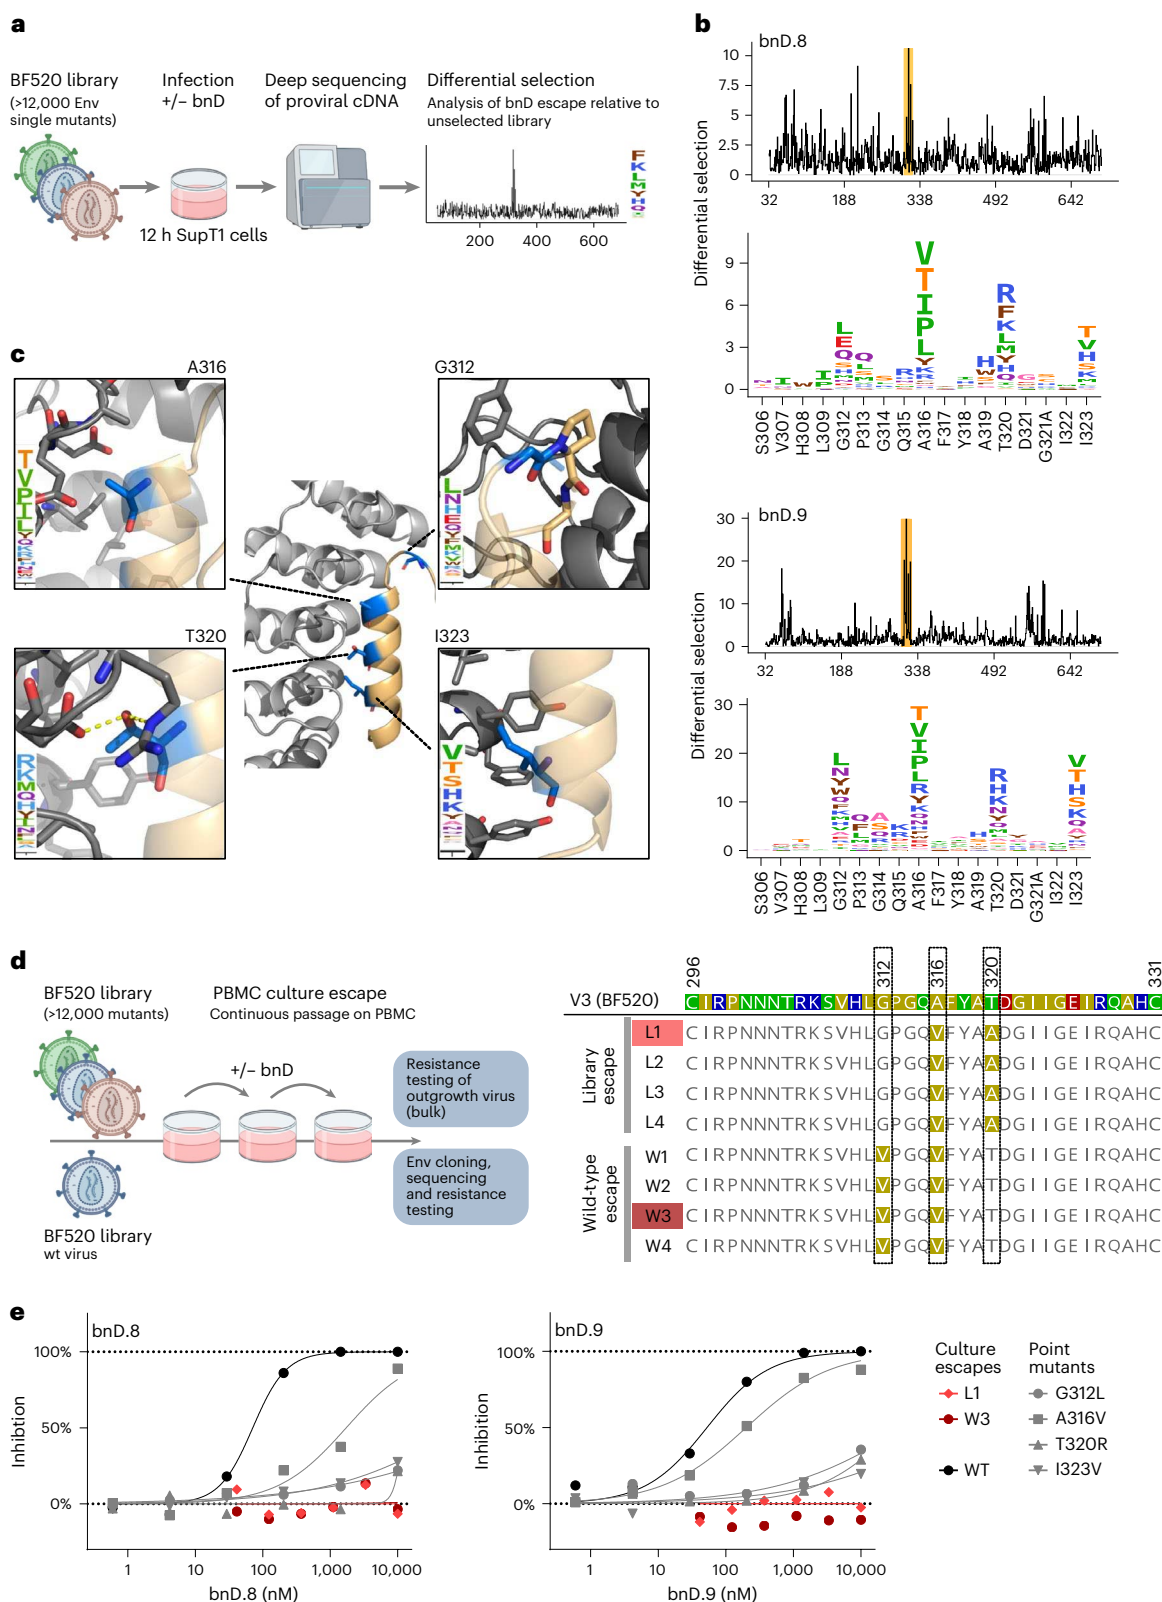 a
BF520 library
(>12,000 Env
single mutants)
Infection
+/− bnD
12 h SupT1 cells
Deep sequencing
of proviral cDNA
Differential selection
Analysis of bnD escape relative to
unselected library
200 400 600
b
bnD.8
Differential selection
10
7.5
5
2.5
0
32 188 338 492 642
9
6
3
0
S306 V307 H308 L309 G312 P313 G314 Q315 A316 F317 Y318 A319 T320 D321 G321A I322 I323
bnD.9
Differential selection
30
20
10
0
32 188 338 492 642
30
20
10
0
S306 V307 H308 L309 G312 P313 G314 Q315 A316 F317 Y318 A319 T320 D321 G321A I322 I323
c
A316
G312
T320
I323
d
BF520 library
(>12,000 mutants)
BF520 library
wt virus
PBMC culture escape
Continuous passage on PBMC
+/− bnD
Resistance
testing of
outgrowth virus
(bulk)
Env cloning,
sequencing
and resistance
testing
296 312 316 320 331
V3 (BF520) CIRPNNNTRKSVHLGPGQAFYATDGIIGEIRQAHC
Library
escape
L1 CIRPNNNTRKSVHLGPGQVFYAADGIIGEIRQAHC
L2 CIRPNNNTRKSVHLGPGQVFYAADGIIGEIRQAHC
L3 CIRPNNNTRKSVHLGPGQVFYAADGIIGEIRQAHC
L4 CIRPNNNTRKSVHLGPGQVFYAADGIIGEIRQAHC
Wild-type
escape
W1 CIRPNNNTRKSVHLVPGQVFYATDGIIGEIRQAHC
W2 CIRPNNNTRKSVHLVPGQVFYATDGIIGEIRQAHC
W3 CIRPNNNTRKSVHLVPGQVFYATDGIIGEIRQAHC
W4 CIRPNNNTRKSVHLVPGQVFYATDGIIGEIRQAHC
e
bnD.8
Inhibtion
100%
50%
0%
1 10 100 1,000 10,000
bnD.8 (nM)
bnD.9
Inhibition
100%
50%
0%
1 10 100 1,000 10,000
bnD.9 (nM)
Culture
escapes
L1
W3
WT
Point
mutants
G312L
A316V
T320R
I323V